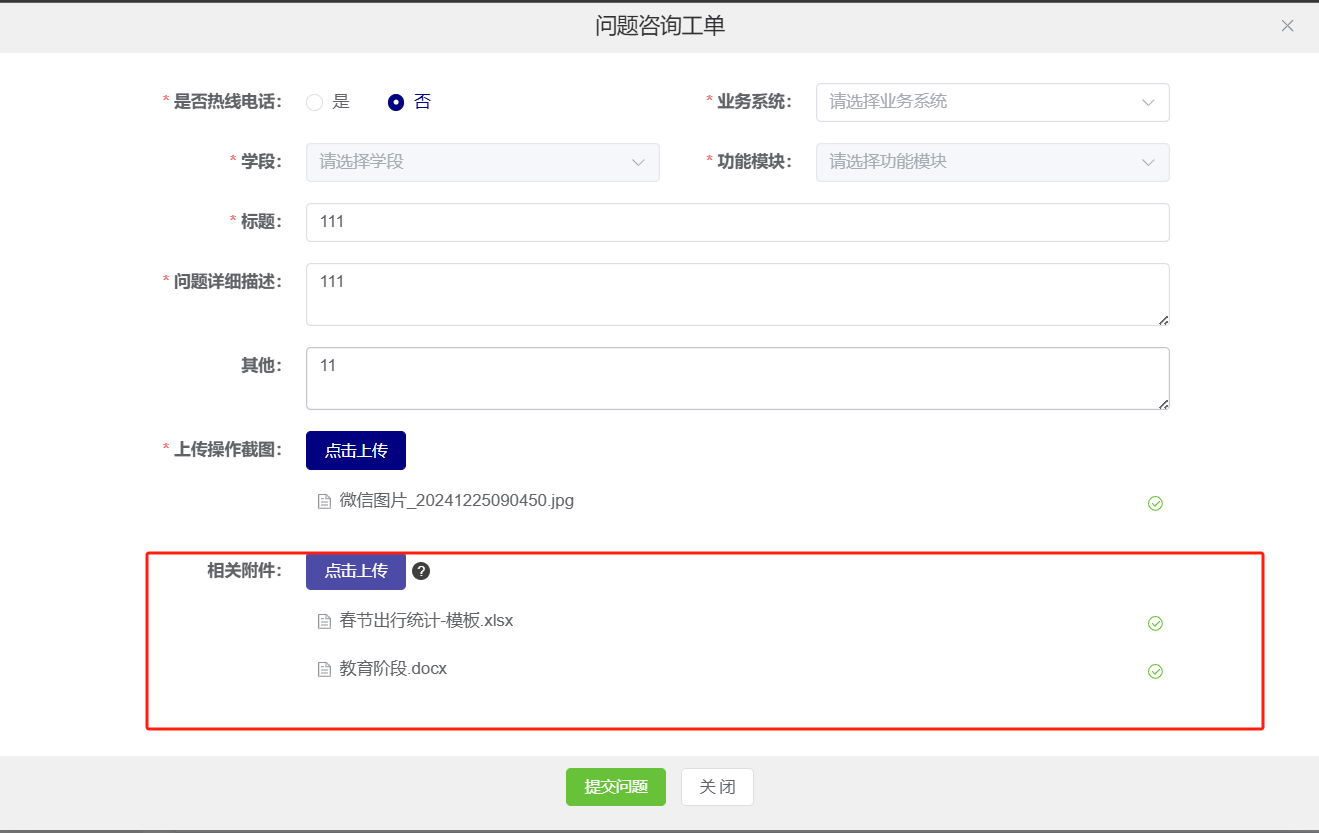 问题咨询工单
* 是否热线电话： 是 否 * 业务系统： 请选择业务系统
* 学段： 请选择学段 * 功能模块： 请选择功能模块
* 标题： 111
* 问题详细描述： 111
其他： 11
* 上传操作截图： 点击上传
微信图片_20241225090450.jpg
相关附件： 点击上传 ?
春节出行统计-模板.xlsx
教育阶段.docx
提交问题 关 闭